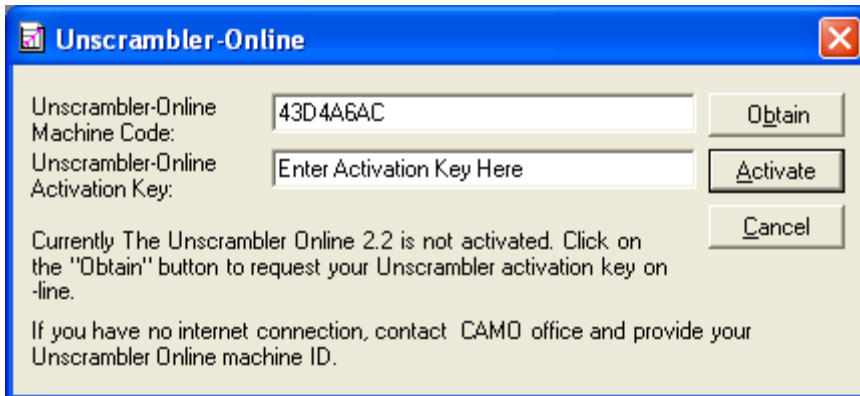 Unscrambler-Online
Unscrambler-Online
Machine Code:
43D4A6AC
Obtain
Unscrambler-Online
Activation Key:
Enter Activation Key Here
Activate
Cancel
Currently The Unscrambler Online 2.2 is not activated. Click on
the "Obtain" button to request your Unscrambler activation key on
-line.
If you have no internet connection, contact  CAMO office and provide your
Unscrambler Online machine ID.